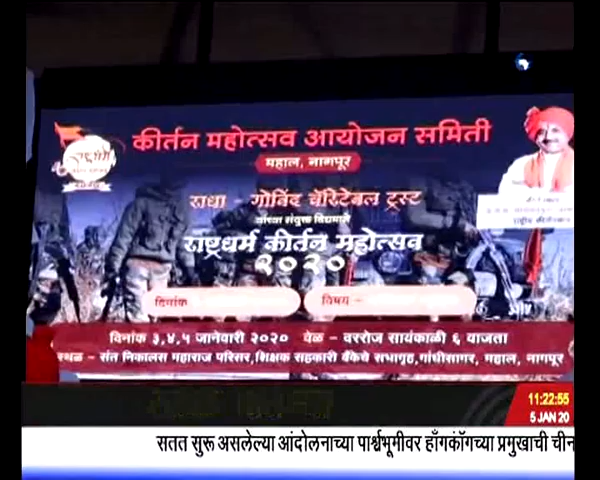 कीर्तन महोत्सव आयोजन समिती
महाल, नागपूर
राधा - गोविंद चॅरिटेबल ट्रस्ट
यांच्या संयुक्त विद्यमाने
राष्ट्रधर्म कीर्तन महोत्सव
२०२०
दिनांक
विषय -
दिनांक ३,४,५ जानेवारी २०२० वेळ - दररोज सायंकाळी ६ वाजता
स्थळ - संत निकालस महाराज परिसर,शिक्षक सहकारी बँकेचे सभागृह,गांधीसागर, महाल, नागपूर
11:22:55
5 JAN 20
सतत सुरू असलेल्या आंदोलनाच्या पार्श्वभूमीवर हाँगकाँगच्या प्रमुखाची चीन